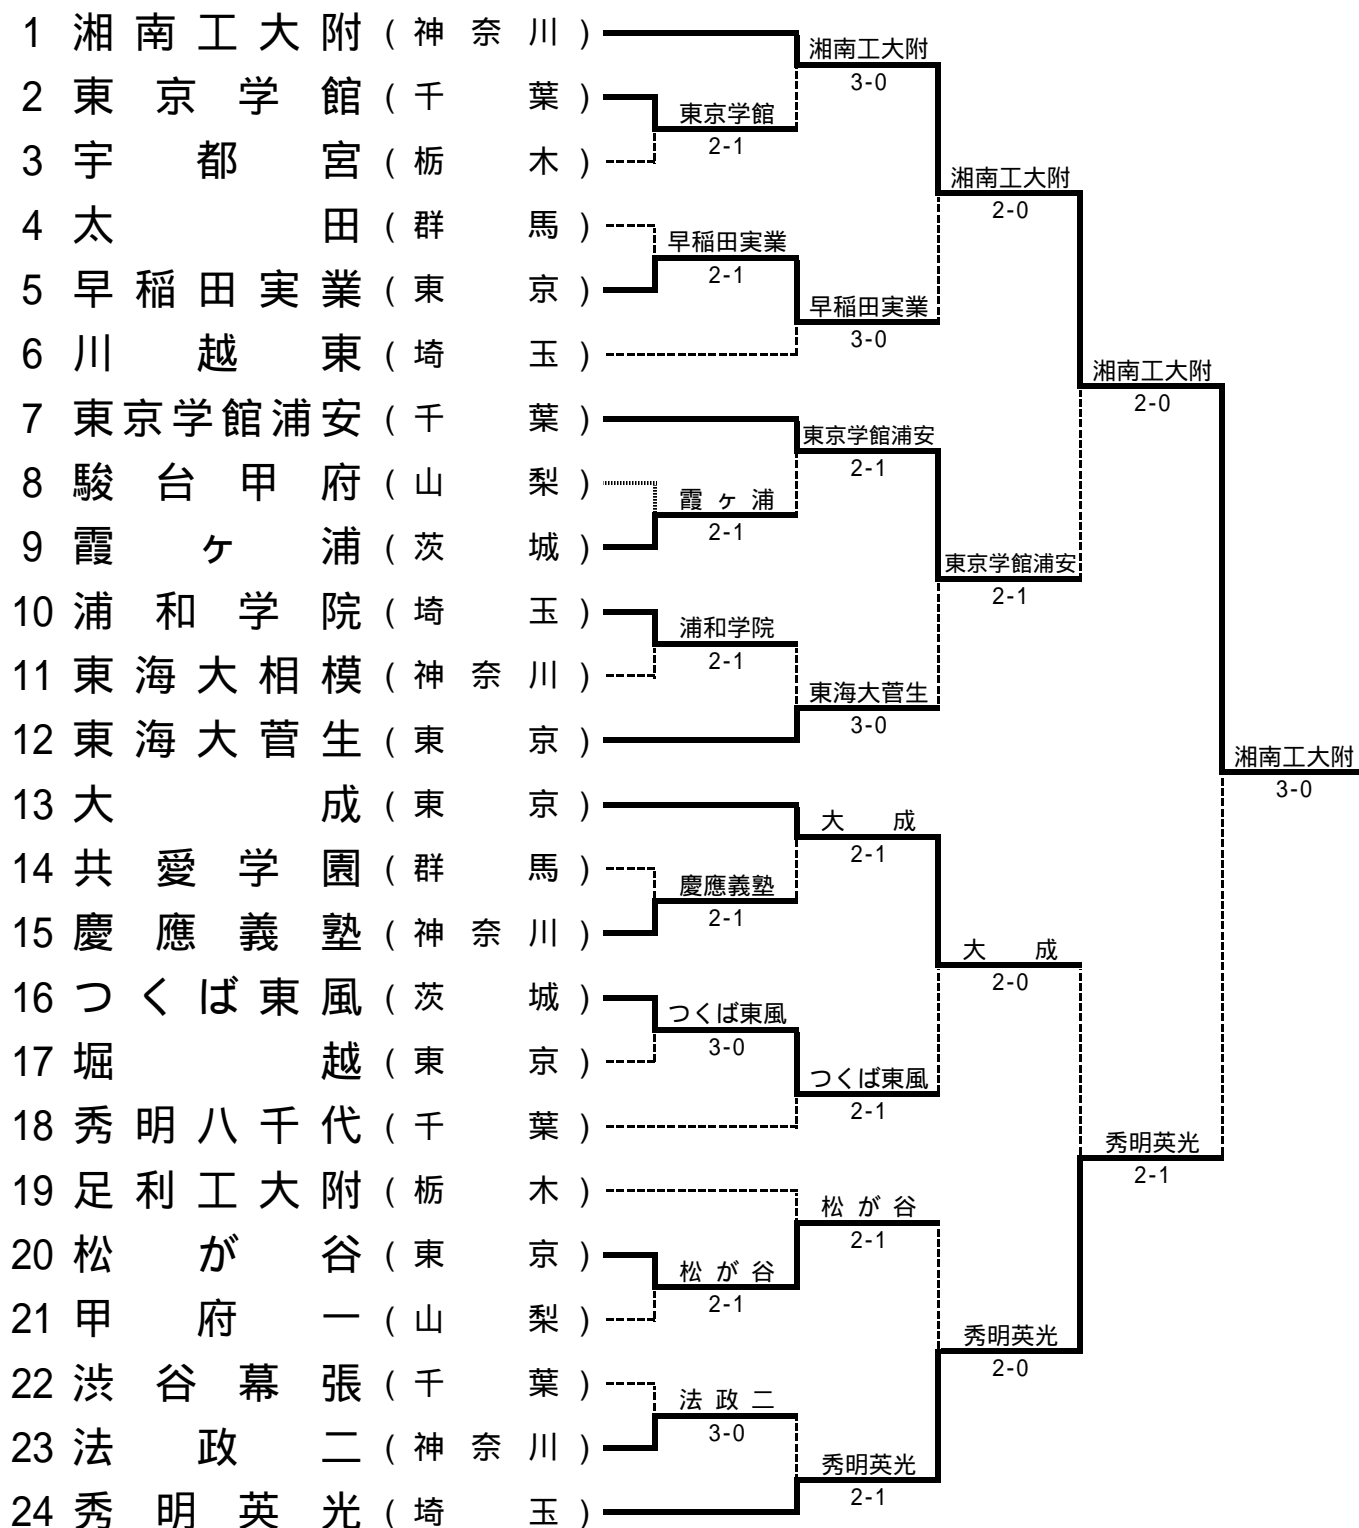 1 湘南工大附 (神奈川)
湘南工大附
3-0
2 東京学館 (千葉)
東京学館
2-1
3 宇都宮 (栃木)
湘南工大附
2-0
4 太田 (群馬)
早稲田実業
2-1
5 早稲田実業 (東京)
早稲田実業
3-0
6 川越東 (埼玉)
湘南工大附
2-0
7 東京学館浦安 (千葉)
東京学館浦安
2-1
8 駿台甲府 (山梨)
霞ヶ浦
2-1
9 霞ヶ浦 (茨城)
東京学館浦安
2-1
10 浦和学院 (埼玉)
浦和学院
2-1
11 東海大相模 (神奈川)
東海大菅生
3-0
12 東海大菅生 (東京)
湘南工大附
3-0
13 大成 (東京)
大成
2-1
14 共愛学園 (群馬)
慶應義塾
2-1
15 慶應義塾 (神奈川)
大成
2-0
16 つくば東風 (茨城)
つくば東風
3-0
17 堀越 (東京)
つくば東風
2-1
18 秀明八千代 (千葉)
秀明英光
2-1
19 足利工大附 (栃木)
松が谷
2-1
20 松が谷 (東京)
松が谷
2-1
21 甲府一 (山梨)
秀明英光
2-0
22 渋谷幕張 (千葉)
法政二
3-0
23 法政二 (神奈川)
秀明英光
2-1
24 秀明英光 (埼玉)